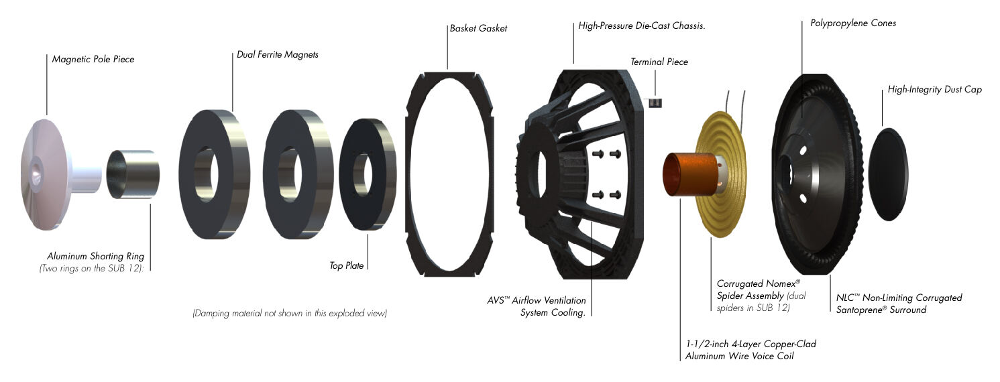 Basket Gasket
High-Pressure Die-Cast Chassis.
Polypropylene Cones
Magnetic Pole Piece
Dual Ferrite Magnets
Terminal Piece
High-Integrity Dust Cap
Aluminum Shorting Ring
(Two rings on the SUB 12):
Top Plate
(Damping material not shown in this exploded view)
AVS™ Airflow Ventilation
System Cooling.
Corrugated Nomex®
Spider Assembly (dual
spiders in SUB 12)
NLC™ Non-Limiting Corrugated
Santoprene® Surround
1-1/2-inch 4-Layer Copper-Clad
Aluminum Wire Voice Coil